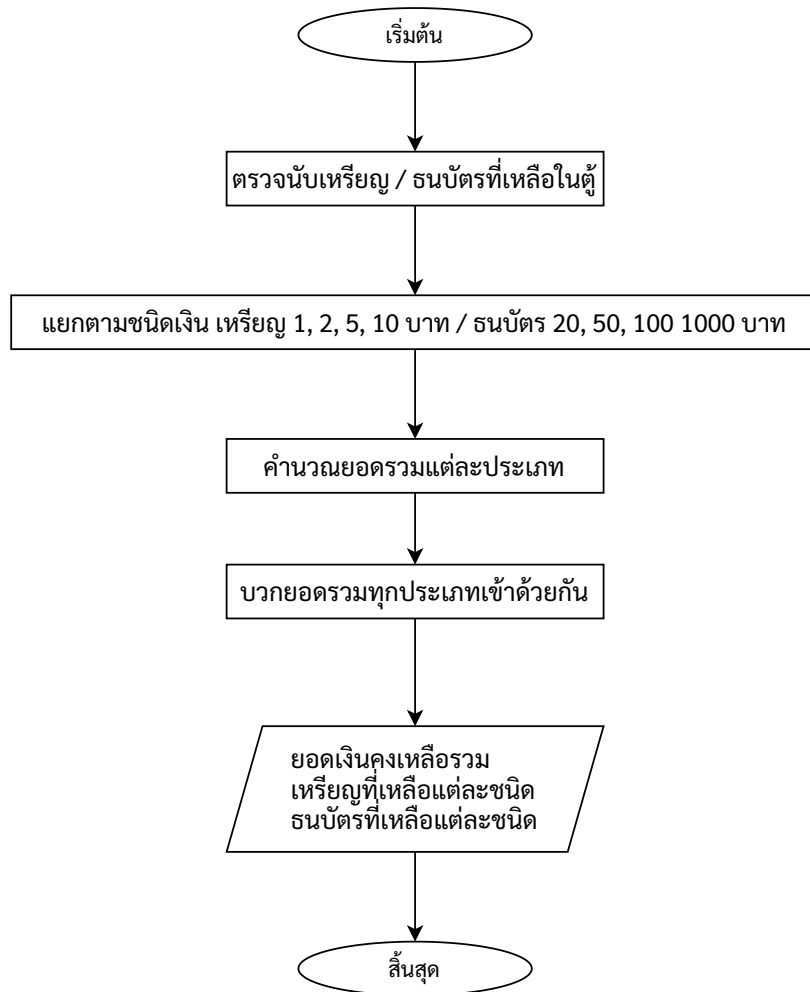 เริ่มต้น
ตรวจนับเหรียญ / ธนบัตรที่เหลือในตู้
แยกตามชนิดเงิน เหรียญ 1, 2, 5, 10 บาท / ธนบัตร 20, 50, 100 1000 บาท
คำนวณยอดรวมแต่ละประเภท
บวกยอดรวมทุกประเภทเข้าด้วยกัน
ยอดเงินคงเหลือรวม
เหรียญที่เหลือแต่ละชนิด
ธนบัตรที่เหลือแต่ละชนิด
สิ้นสุด